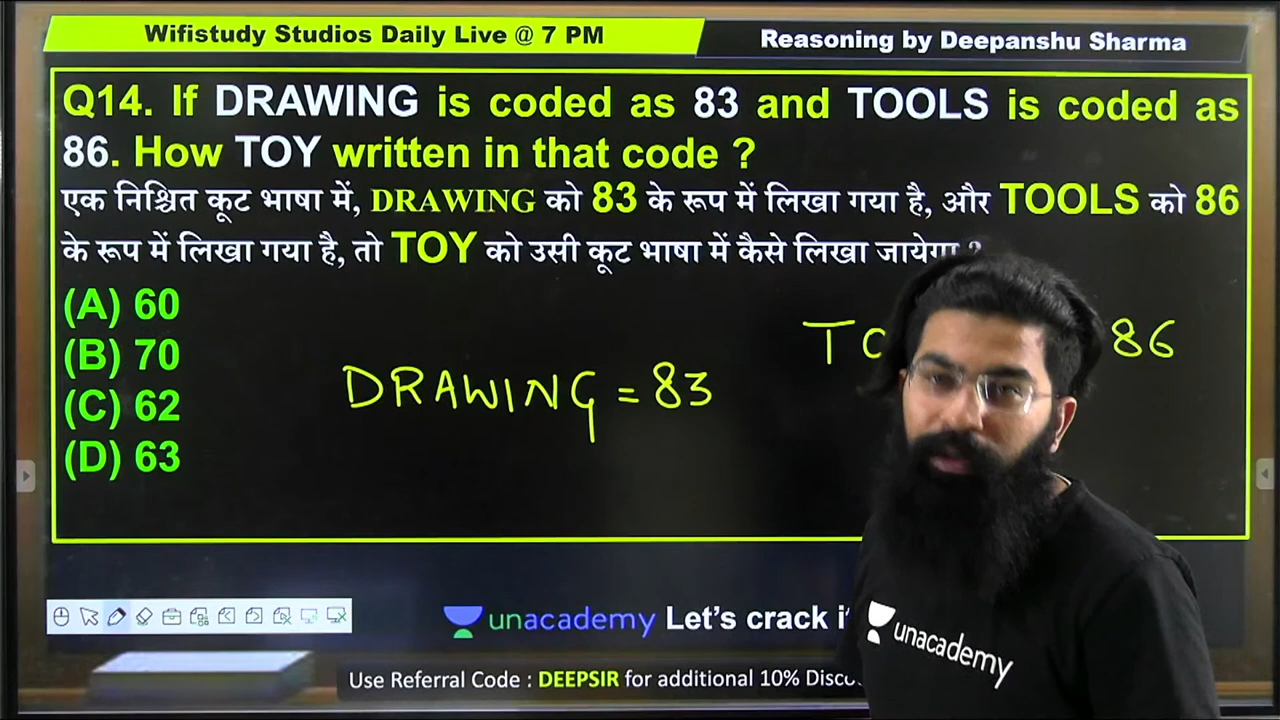 Wifistudy Studios Daily Live @ 7 PM
Reasoning by Deepanshu Sharma
Q14. If DRAWING is coded as 83 and TOOLS is coded as
86. How TOY written in that code ?
एक निश्चित कूट भाषा में, DRAWING को 83 के रूप में लिखा गया है, और TOOLS को 86
के रूप में लिखा गया है, तो TOY को उसी कूट भाषा में कैसे लिखा जायेगा ?
(A) 60
(B) 70
(C) 62
(D) 63
DRAWING = 83
86
unacademy Let's crack
unacademy
Use Referral Code : DEEPSIR for additional 10%